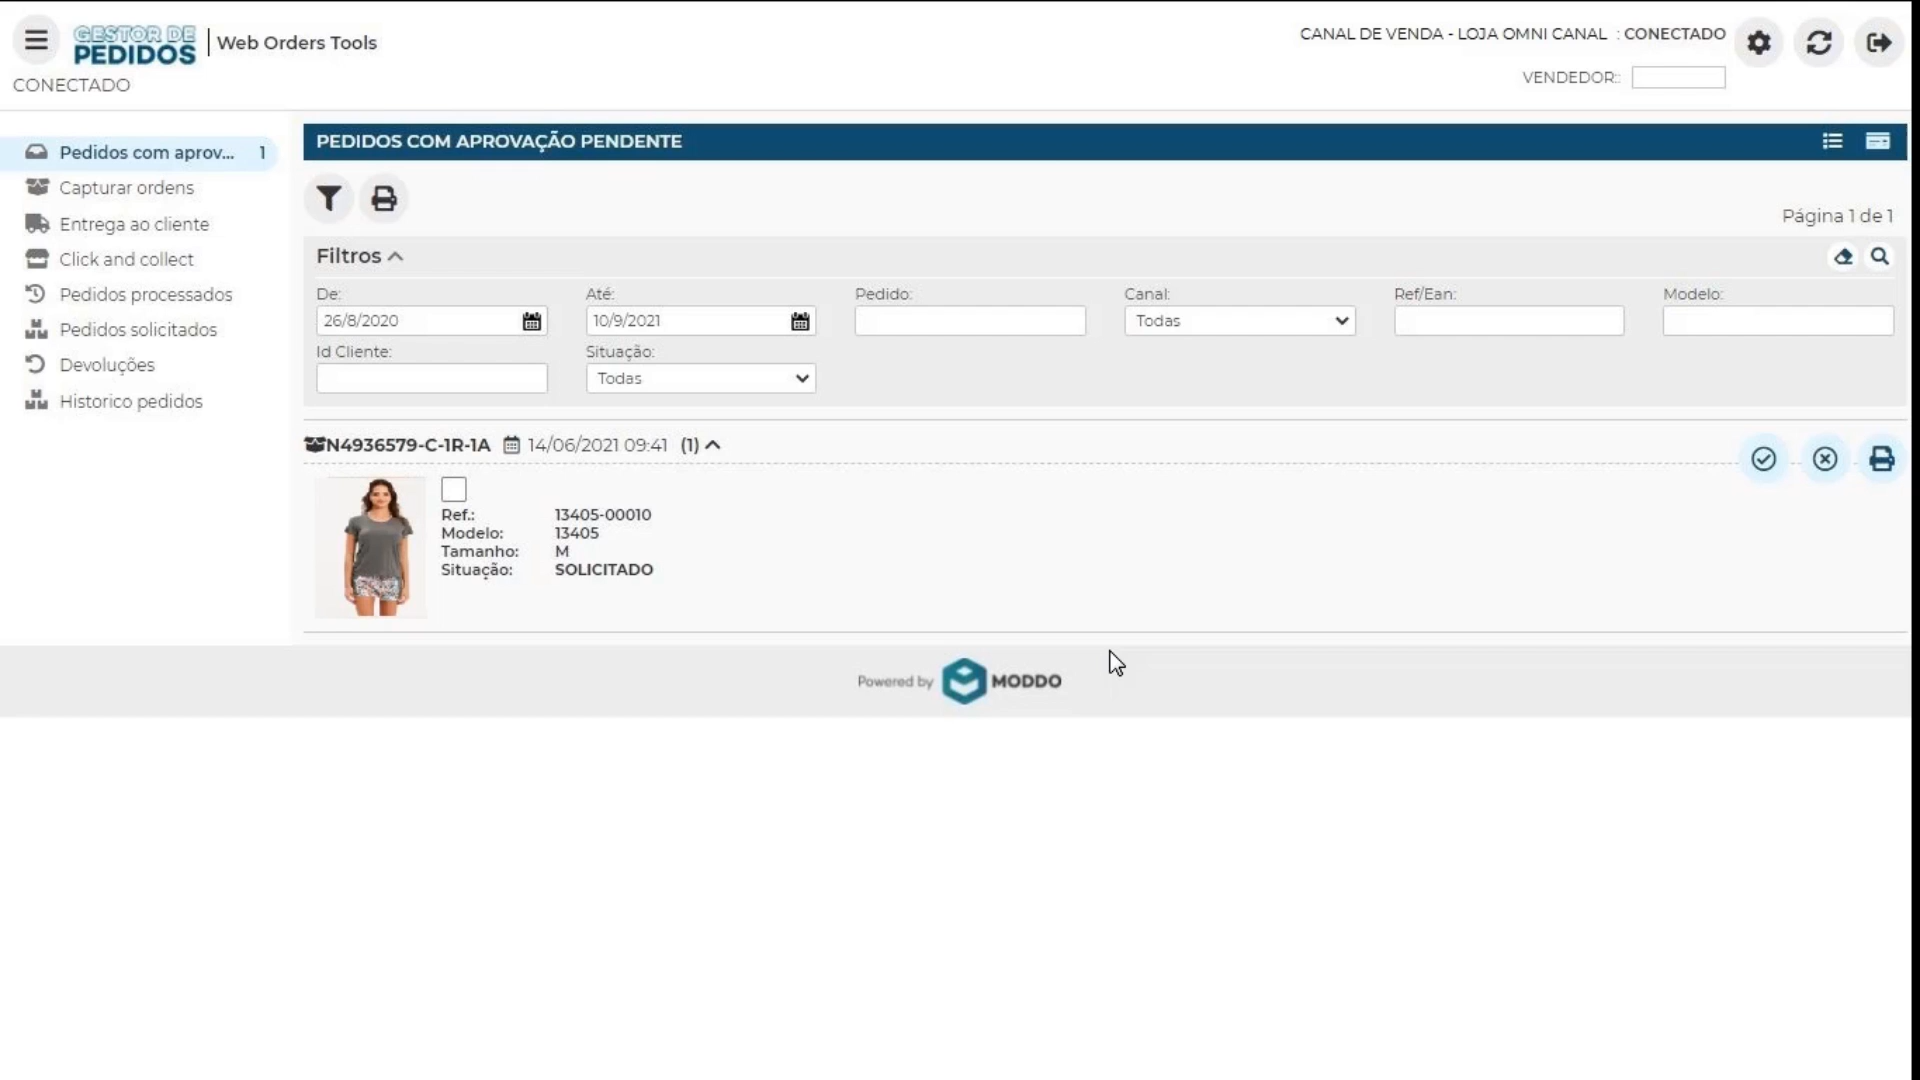 GESTOR DE
PEDIDOS
Web Orders Tools
CANAL DE VENDA - LOJA OMNI CANAL : CONECTADO
CONECTADO
VENDEDOR::
Pedidos com aprov... 1
Capturar ordens
Entrega ao cliente
Click and collect
Pedidos processados
Pedidos solicitados
Devoluções
Historico pedidos
PEDIDOS COM APROVAÇÃO PENDENTE
Página 1 de 1
Filtros
De: Até: Pedido: Canal: Ref/Ean: Modelo:
26/8/2020 10/9/2021 Todas
Id Cliente: Situação:
Todas
N4936579-C-1R-1A 14/06/2021 09:41 (1)
Ref.: 13405-00010
Modelo: 13405
Tamanho: M
Situação: SOLICITADO
Powered by MODDO